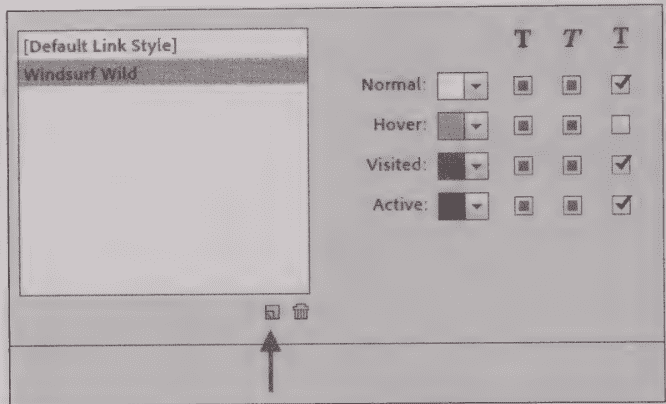 [Default Link Style]
Windsurf Wild
T T T
Normal:
Hover:
Visited:
Active: